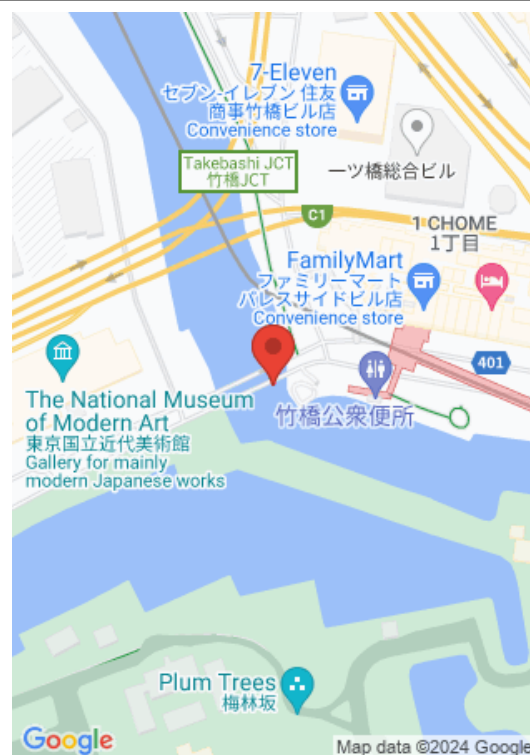 7-Eleven
セブン-イレブン 住友
商事竹橋ビル店
Convenience store
Takebashi JCT
竹橋JCT
一ツ橋総合ビル
C1
1 CHOME
1丁目
FamilyMart
ファミリーマート
パレスサイドビル店
Convenience store
401
The National Museum
of Modern Art
東京国立近代美術館
Gallery for mainly
modern Japanese works
竹橋公衆便所
Plum Trees
梅林坂
Google
Map data ©2024 Google